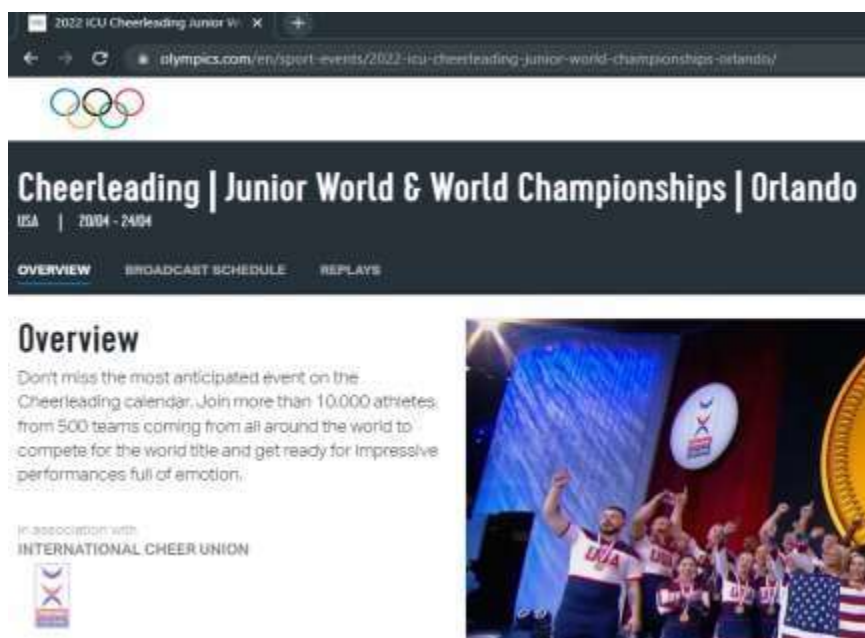 2022 ICU Cheerleading Junior W
olympics.com/en/sport-events/2022-icu-cheerleading-junior-world-championships-orlando/
Cheerleading | Junior World & World Championships | Orlando
USA | 20/04 - 24/04
OVERVIEW BROADCAST SCHEDULE REPLAYS
Overview
Don't miss the most anticipated event on the
Cheerleading calendar. Join more than 10.000 athletes
from 500 teams coming from all around the world to
compete for the world title and get ready for impressive
performances full of emotion.
In association with
INTERNATIONAL CHEER UNION
USA